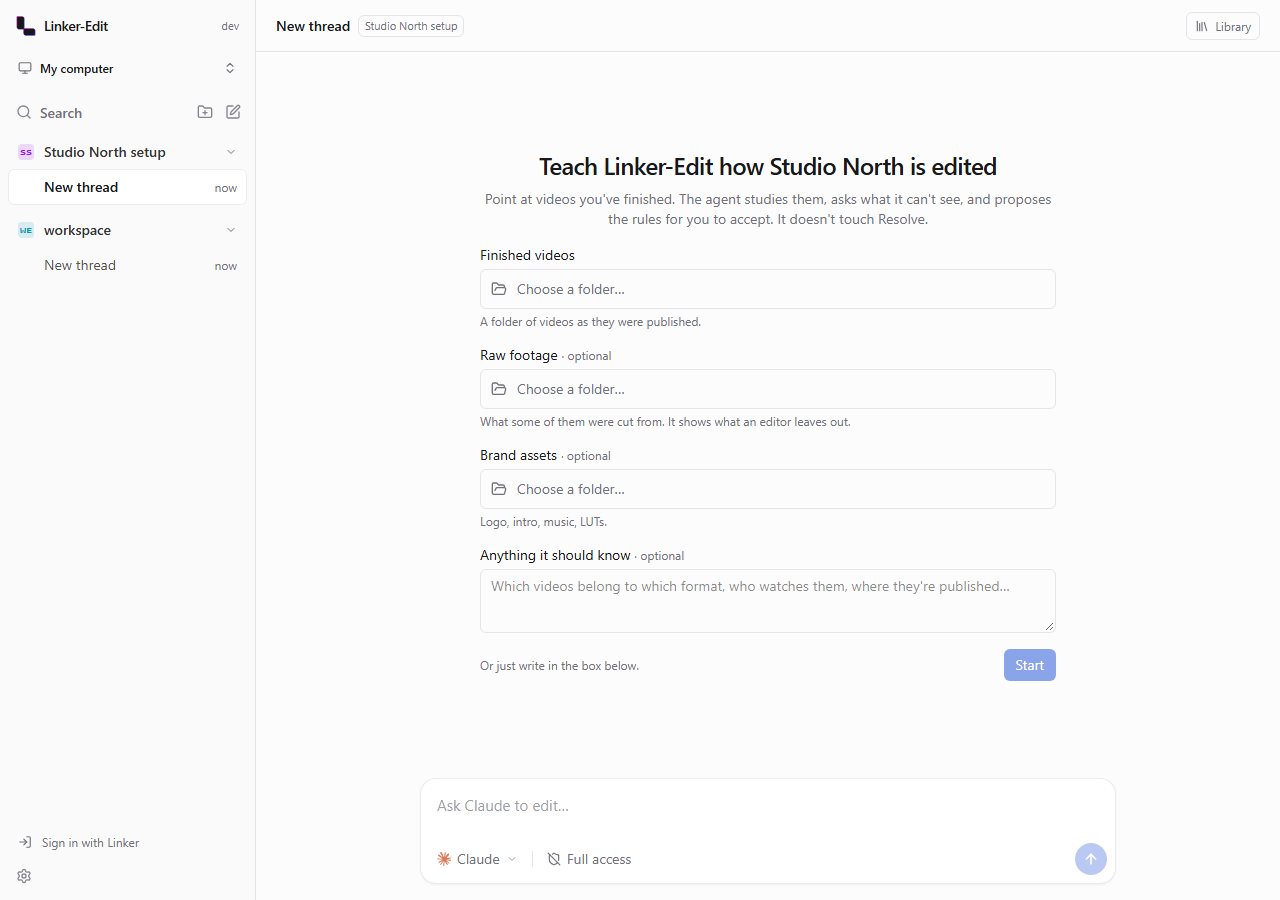 Linker-Edit
dev
My computer
Search
SS
Studio North setup
New thread
now
WE
workspace
New thread
now
Sign in with Linker
New thread
Studio North setup
Library
Teach Linker-Edit how Studio North is edited
Point at videos you've finished. The agent studies them, asks what it can't see, and proposes
the rules for you to accept. It doesn't touch Resolve.
Finished videos
Choose a folder...
A folder of videos as they were published.
Raw footage · optional
Choose a folder...
What some of them were cut from. It shows what an editor leaves out.
Brand assets · optional
Choose a folder...
Logo, intro, music, LUTs.
Anything it should know · optional
Which videos belong to which format, who watches them, where they're published...
Or just write in the box below.
Start
Ask Claude to edit...
Claude
Full access